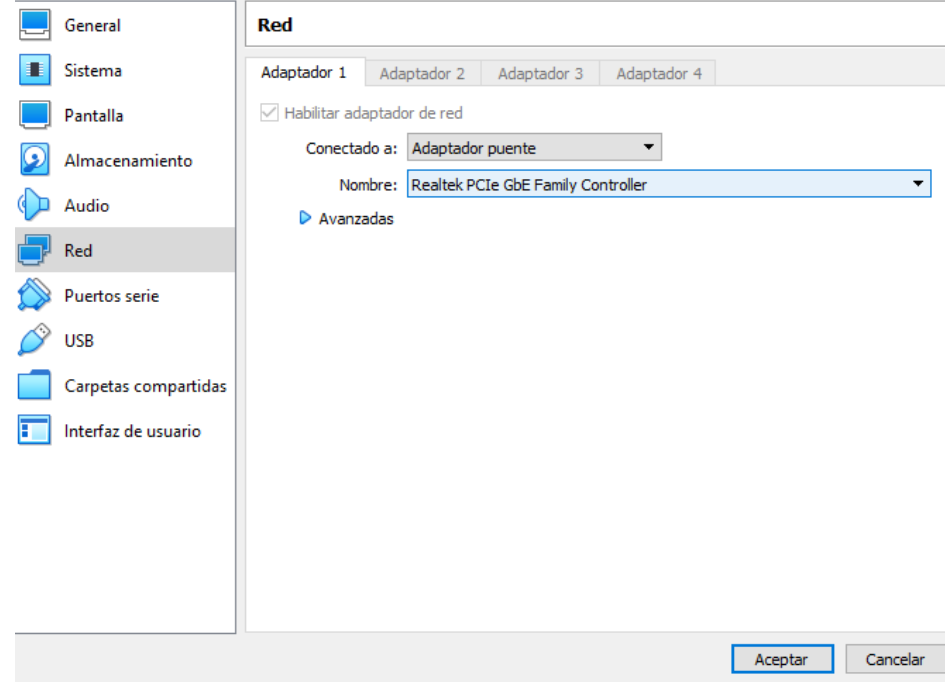 General
Sistema
Pantalla
Almacenamiento
Audio
Red
Puertos serie
USB
Carpetas compartidas
Interfaz de usuario
Red
Adaptador 1 Adaptador 2 Adaptador 3 Adaptador 4
Habilitar adaptador de red
Conectado a: Adaptador puente
Nombre: Realtek PCIe GbE Family Controller
Avanzadas
Aceptar Cancelar